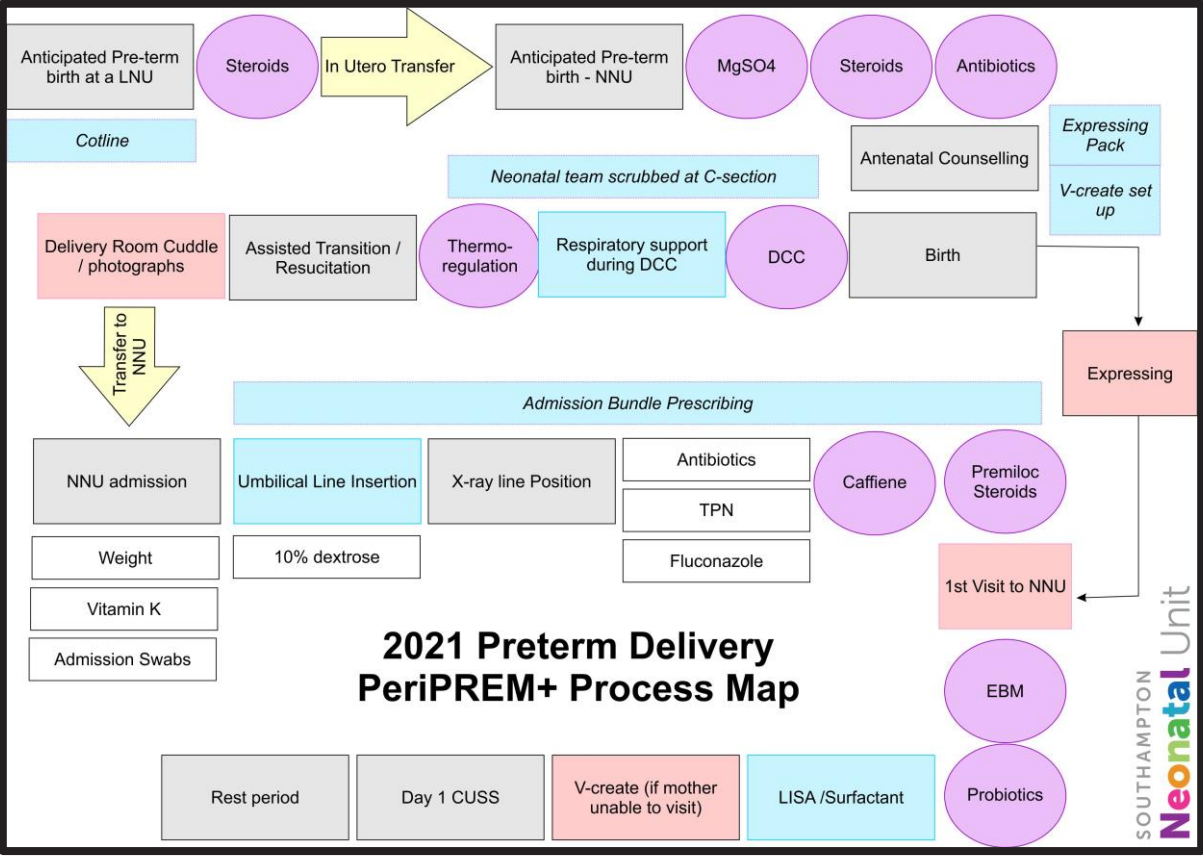 Anticipated Pre-term
birth at a LNU
Steroids
In Utero Transfer
Anticipated Pre-term
birth - NNU
MgSO4
Steroids
Antibiotics
Cotline
Expressing
Pack
Antenatal Counselling
Neonatal team scrubbed at C-section
V-create set
up
Delivery Room Cuddle
/ photographs
Assisted Transition /
Resucitation
Thermo-
regulation
Respiratory support
during DCC
DCC
Birth
Transfer to
NNU
Expressing
Admission Bundle Prescribing
NNU admission
Umbilical Line Insertion
X-ray line Position
Antibiotics
TPN
Fluconazole
Caffiene
Premiloc
Steroids
Weight
Vitamin K
Admission Swabs
10% dextrose
1st Visit to NNU
2021 Preterm Delivery
PeriPREM+ Process Map
EBM
Rest period
Day 1 CUSS
V-create (if mother
unable to visit)
LISA /Surfactant
Probiotics
SOUTHAMPTON
Neonatal Unit